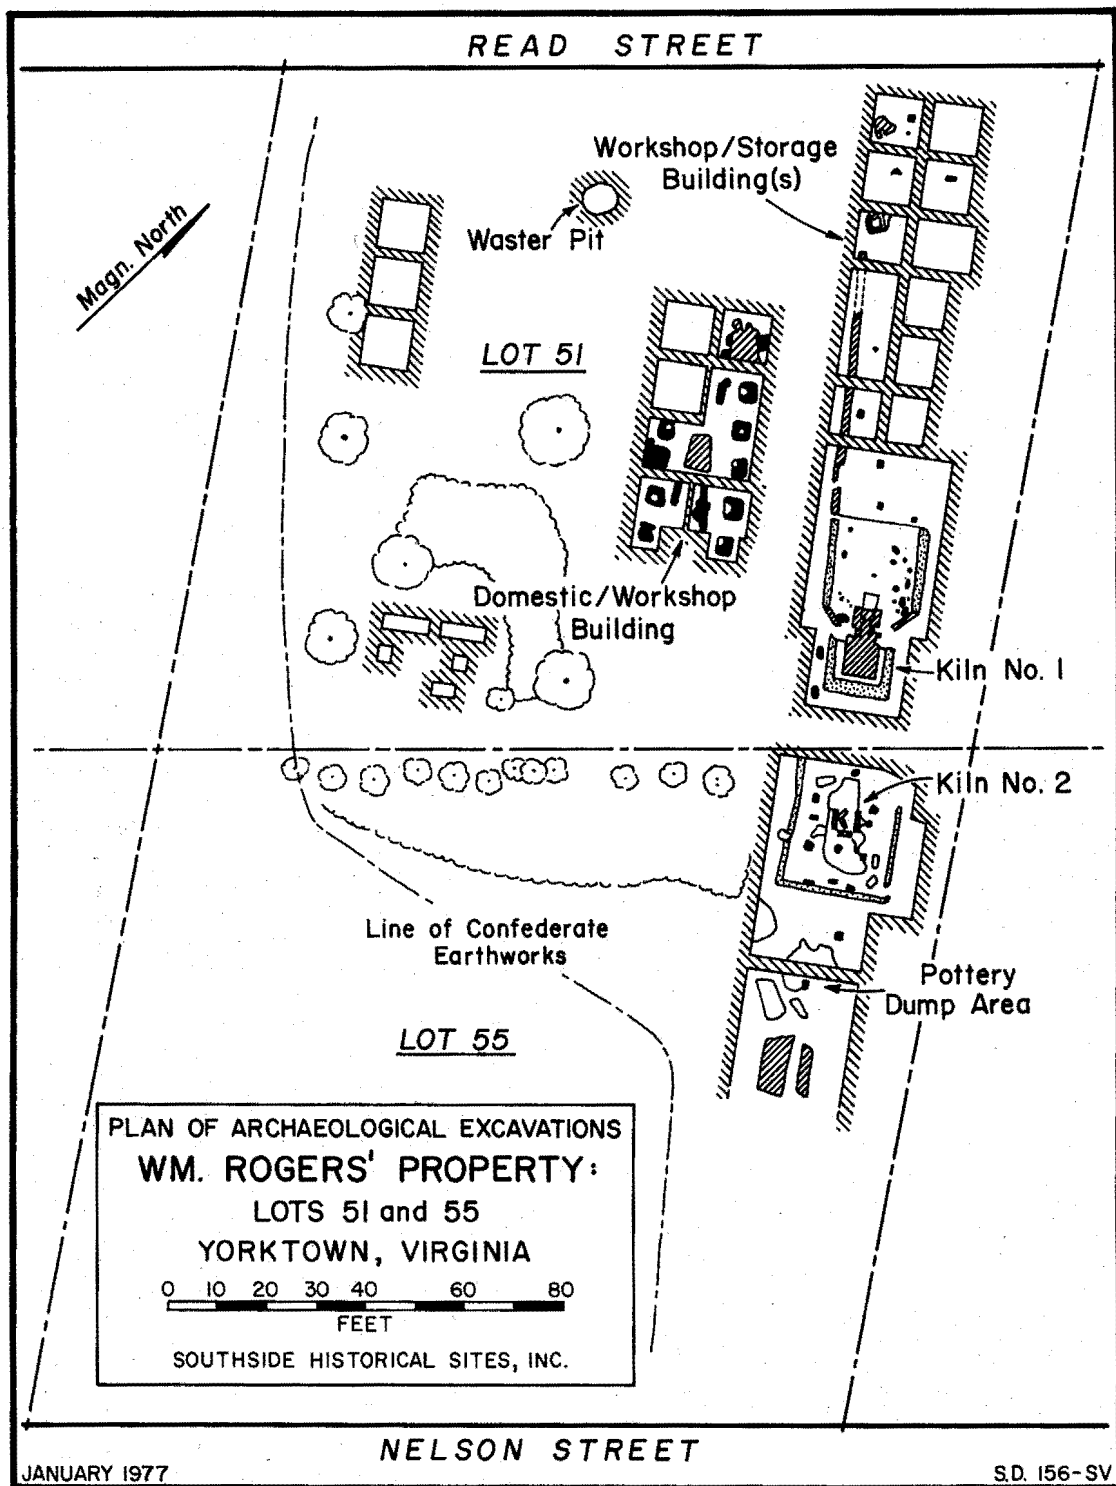 READ STREET
Workshop/Storage
Building(s)
Waster Pit
Magn. North
LOT 51
Domestic/Workshop
Building
Kiln No. 1
Kiln No. 2
K L
Line of Confederate
Earthworks
Pottery
Dump Area
LOT 55
PLAN OF ARCHAEOLOGICAL EXCAVATIONS
WM. ROGERS' PROPERTY:
LOTS 51 and 55
YORKTOWN, VIRGINIA
0 10 20 30 40 60 80
FEET
SOUTHSIDE HISTORICAL SITES, INC.
NELSON STREET
JANUARY 1977
S.D. 156-SV